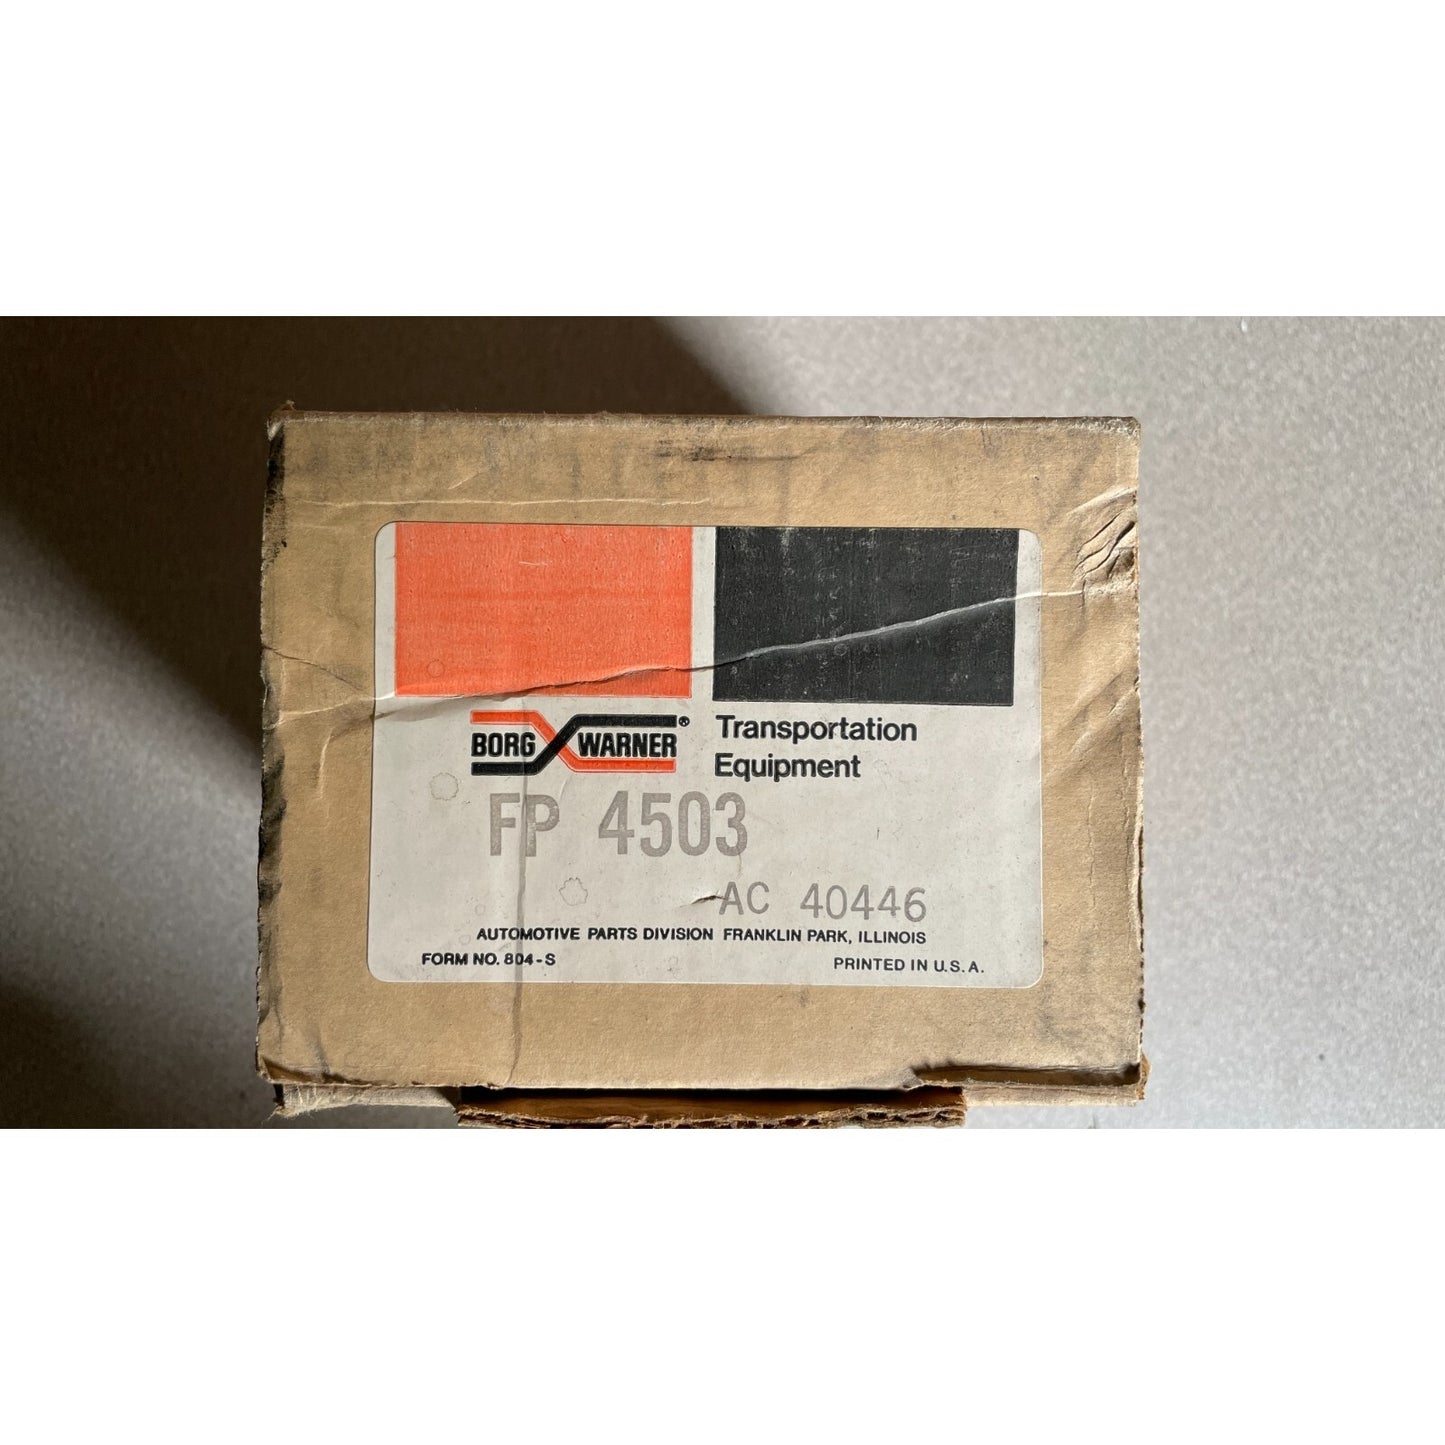 BORG WARNER®
Transportation
Equipment
FP 4503
AC 40446
AUTOMOTIVE PARTS DIVISION FRANKLIN PARK, ILLINOIS
FORM NO. 804-S
PRINTED IN U.S.A.